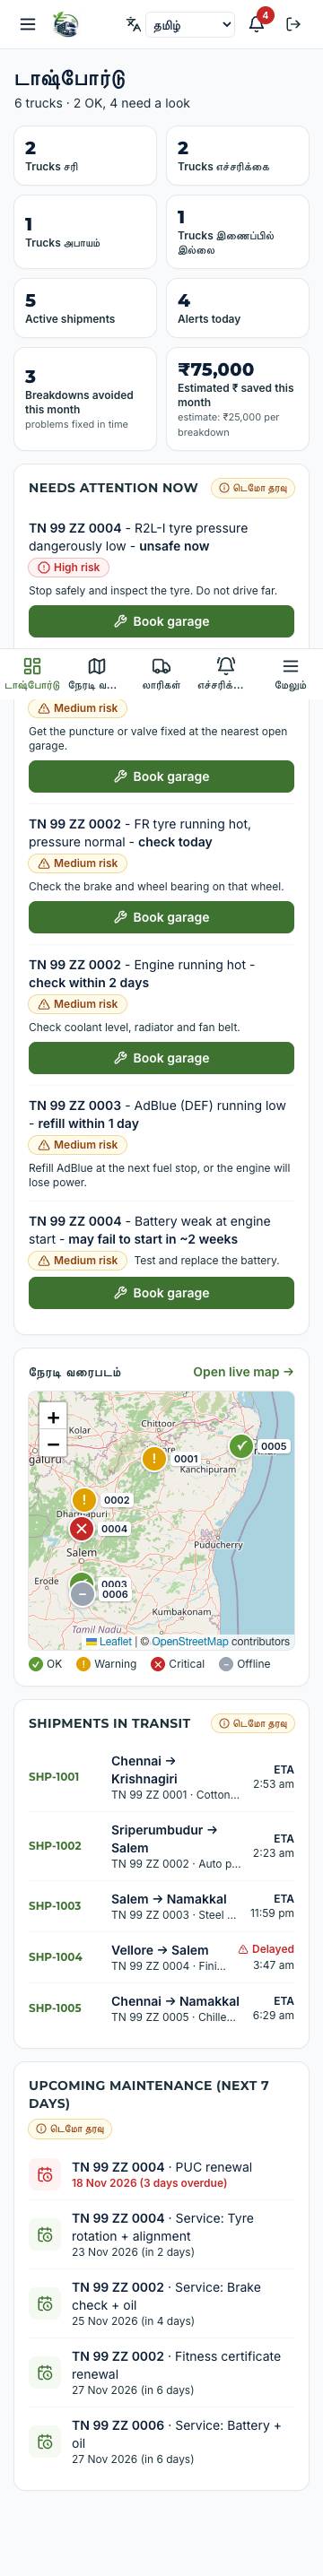 தமிழ்
4
டாஷ்போர்டு
6 trucks · 2 OK, 4 need a look
2
Trucks சரி
2
Trucks எச்சரிக்கை
1
Trucks அபாயம்
1
Trucks இணைப்பில்
இல்லை
5
Active shipments
4
Alerts today
3
Breakdowns avoided
this month
problems fixed in time
₹75,000
Estimated ₹ saved this
month
estimate: ₹25,000 per
breakdown
NEEDS ATTENTION NOW
டெமோ தரவு
TN 99 ZZ 0004 - R2L-I tyre pressure
dangerously low - unsafe now
High risk
Stop safely and inspect the tyre. Do not drive far.
Book garage
டாஷ்போர்டு
நேரடி வ...
லாரிகள்
எச்சரிக்...
மேலும்
Medium risk
Get the puncture or valve fixed at the nearest open
garage.
Book garage
TN 99 ZZ 0002 - FR tyre running hot,
pressure normal - check today
Medium risk
Check the brake and wheel bearing on that wheel.
Book garage
TN 99 ZZ 0002 - Engine running hot -
check within 2 days
Medium risk
Check coolant level, radiator and fan belt.
Book garage
TN 99 ZZ 0003 - AdBlue (DEF) running low
- refill within 1 day
Medium risk
Refill AdBlue at the next fuel stop, or the engine will
lose power.
TN 99 ZZ 0004 - Battery weak at engine
start - may fail to start in ~2 weeks
Medium risk Test and replace the battery.
Book garage
நேரடி வரைபடம்
Open live map →
+
−
Chittoor
Kolar
galuru
0005
0001
Kanchipuram
0002
0004
Salem
Puducherry
Erode
0003
0006
Kumbakonam
Tamil Nadu
Leaflet | © OpenStreetMap contributors
OK
Warning
Critical
Offline
SHIPMENTS IN TRANSIT
டெமோ தரவு
SHP-1001
Chennai →
Krishnagiri
TN 99 ZZ 0001 · Cotton...
ETA
2:53 am
SHP-1002
Sriperumbudur →
Salem
TN 99 ZZ 0002 · Auto p...
ETA
2:23 am
SHP-1003
Salem → Namakkal
TN 99 ZZ 0003 · Steel ...
ETA
11:59 pm
SHP-1004
Vellore → Salem
TN 99 ZZ 0004 · Fini...
Delayed
3:47 am
SHP-1005
Chennai → Namakkal
TN 99 ZZ 0005 · Chille...
ETA
6:29 am
UPCOMING MAINTENANCE (NEXT 7
DAYS)
டெமோ தரவு
TN 99 ZZ 0004 · PUC renewal
18 Nov 2026 (3 days overdue)
TN 99 ZZ 0004 · Service: Tyre
rotation + alignment
23 Nov 2026 (in 2 days)
TN 99 ZZ 0002 · Service: Brake
check + oil
25 Nov 2026 (in 4 days)
TN 99 ZZ 0002 · Fitness certificate
renewal
27 Nov 2026 (in 6 days)
TN 99 ZZ 0006 · Service: Battery +
oil
27 Nov 2026 (in 6 days)